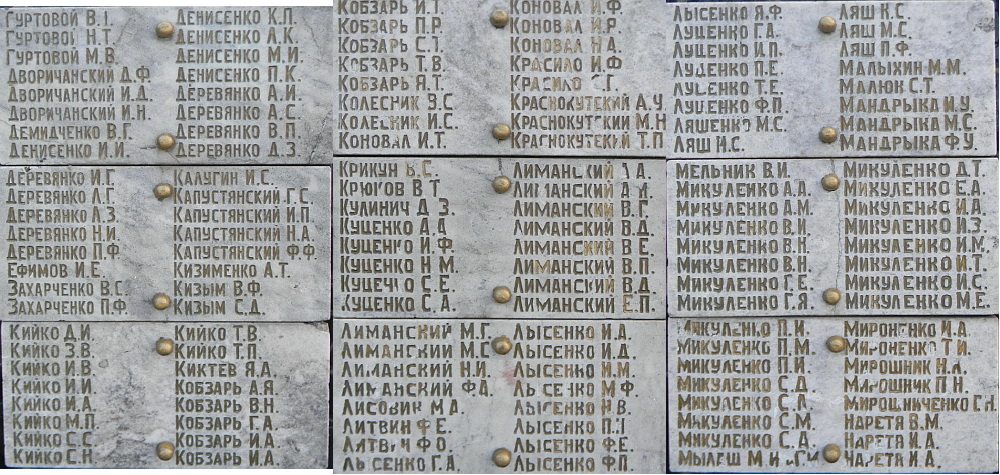 ГУРТОВОЙ В.І.
ГУРТОВОЙ Н.Т.
ГУРТОВОЙ М.В.
ДВОРИЧАНСКИЙ Д.Ф.
ДВОРИЧАНСКИЙ И.Д.
ДВОРИЧАНСКИЙ И.Н.
ДЕМИДЧЕНКО В.Г.
ДЕНИСЕНКО И.И.
ДЕНИСЕНКО К.П.
ДЕНИСЕНКО Л.К.
ДЕНИСЕНКО М.И.
ДЕНИСЕНКО П.К.
ДЕРЕВЯНКО А.И.
ДЕРЕВЯНКО А.С.
ДЕРЕВЯНКО В.П.
ДЕРЕВЯНКО Д.З.
КОБЗАРЬ И.Т.
КОБЗАРЬ П.Р.
КОБЗАРЬ С.
КОБЗАРЬ Т.В.
КОБЗАРЬ Я.Т.
КОЛЕСНИК В.С.
КОЛЕСНИК И.С.
КОНОВАЛ И.Т.
КОНОВАЛ И.Ф.
КОНОВАЛ И.Р.
КОНОВАЛ Н.А.
КРАСИЛО И.Ф.
КРАСИЛО Г.
КРАСНОКУТСКИЙ А.У.
КРАСНОКУТСКИЙ М.Н
КРАСНОКУТСКИЙ Т.П
ЛЫСЕНКО Я.Ф.
ЛУЦЕНКО Г.А.
ЛУЦЕНКО И.П.
ЛУЦЕНКО П.Е.
ЛУЦЕНКО Т.Е.
ЛУЦЕНКО Ф.П.
ЛЯШЕНКО М.С.
ЛЯШ И.С.
ЛЯШ К.С.
ЛЯШ М.С.
ЛЯШ П.Ф.
МАЛЫХИН М.М.
МАЛЮК С.Т.
МАНДРЫКА И.У.
МАНДРЫКА М.С.
МАНДРЫКА Ф.У.
ДЕРЕВЯНКО И.Г.
ДЕРЕВЯНКО Л.Г.
ДЕРЕВЯНКО Л.З.
ДЕРЕВЯНКО Н.И.
ДЕРЕВЯНКО П.Ф.
ЕФИМОВ И.Е.
ЗАХАРЧЕНКО В.С.
ЗАХАРЧЕНКО П.Ф.
КАЛУГИН И.С.
КАПУСТЯНСКИЙ Г.С.
КАПУСТЯНСКИЙ И.П.
КАПУСТЯНСКИЙ Н.А.
КАПУСТЯНСКИЙ Ф.Ф.
КИЗИМЕНКО А.Т.
КИЗЫМ В.Ф.
КИЗЫМ С.Д.
КРИКУН В.С.
КРЮКОВ В.Т
КУЛИНИЧ Д.З.
КУЦЕНКО А.Д
КУЦЕНКО И.Ф
КУЦЕНКО Н.М.
КУЦЕНКО С.Е.
КУЦЕНКО С.А.
ЛИМАНСКИЙ А.
ЛИМАНСКИЙ А.И.
ЛИМАНСКИЙ В.Г.
ЛИМАНСКИЙ В.Д.
ЛИМАНСКИЙ В.Е.
ЛИМАНСКИЙ В.П.
ЛИМАНСКИЙ В.Д
ЛИМАНСКИЙ Е.П.
МЕЛЬНИК В.И.
МИКУЛЕНКО А.Д.
МИКУЛЕНКО А.М.
МИКУЛЕНКО В.И.
МИКУЛЕНКО В.Н.
МИКУЛЕНКО В.Н.
МИКУЛЕНКО Г.Е.
МИКУЛЕНКО Г.Я.
МИКУЛЕНКО Д.Т.
МИКУЛЕНКО Е.А.
МИКУЛЕНКО И.А.
МИКУЛЕНКО И.З.
МИКУЛЕНКО И.М.
МИКУЛЕНКО И.Т.
МИКУЛЕНКО И.С.
МИКУЛЕНКО М.Е.
КИЙКО Д.И.
КИЙКО З.В.
КИЙКО И.В.
КИЙКО И.И.
КИЙКО И.А.
КИЙКО М.П.
КИЙКО С.С.
КИЙКО С.Н.
КИЙКО Т.В.
КИЙКО Т.П.
КИКТЕВ Я.А.
КОБЗАРЬ А.Я.
КОБЗАРЬ В.Н.
КОБЗАРЬ Г.А.
КОБЗАРЬ И.А.
КОБЗАРЬ И.А.
ЛИМАНСКИЙ М.Г.
ЛИМАНСКИЙ М.С
ЛИМАНСКИЙ Н.И.
ЛИМАНСКИЙ Ф.А.
ЛИСОВИК М.А.
ЛИТВИН Ф.Е.
ЛИТВИН Ф.О.
ЛЫСЕНКО Г.А.
ЛЫСЕНКО И.Д.
ЛЫСЕНКО И.Д.
ЛЫСЕНКО И.М.
ЛЫСЕНКО М.Ф.
ЛЫСЕНКО Н.В.
ЛЫСЕНКО П.
ЛЫСЕНКО Ф.Е.
ЛЫСЕНКО Ф.П.
МИКУЛЕНКО П.И.
МИКУЛЕНКО П.М.
МИКУЛЕНКО П.И.
МИКУЛЕНКО С.Д.
МИКУЛЕНКО С.Л.
МИКУЛЕНКО С.М.
МИКУЛЕНКО С.Д.
МЫЛЕШ М.
МИРОНЕНКО И.А.
МИРОНЕНКО Т.И.
МИРОШНИК Н.Х.
МИРОШНИК П.Н.
МИРОШНИЧЕНКО С.Н.
НАРЕТЯ В.М.
НАРЕТЯ И.А.
НАРЕТЯ И.Д.